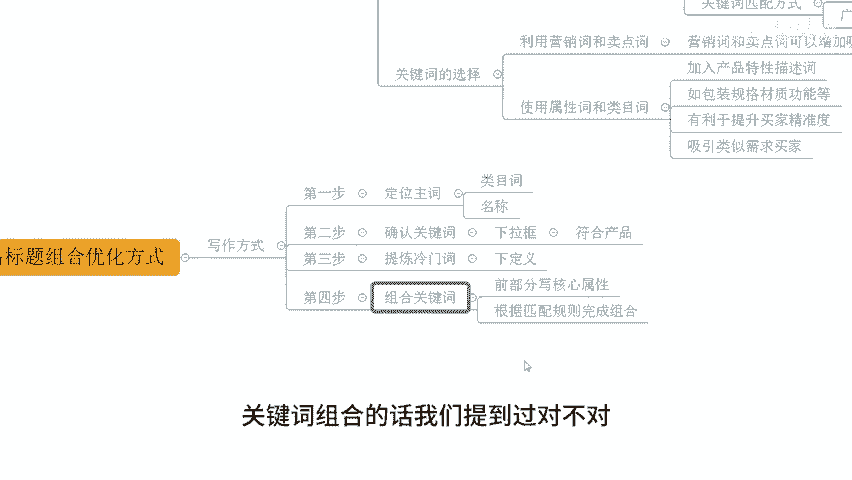 关键词匹配方式
广
利用营销词和卖点词
营销词和卖点词可以增加
关键词的选择
加入产品特性描述词
如包装规格材质功能等
使用属性词和类目词
有利于提升买家精准度
吸引类似需求买家
类目词
第一步
定位主词
名称
第二步
确认关键词
下拉框
符合产品
写作方式
标题组合优化方式
第三步
提炼冷门词
下定义
前部分写核心属性
第四步
组合关键词
根据匹配规则完成组合
关键词组合的话我们提到过对不对